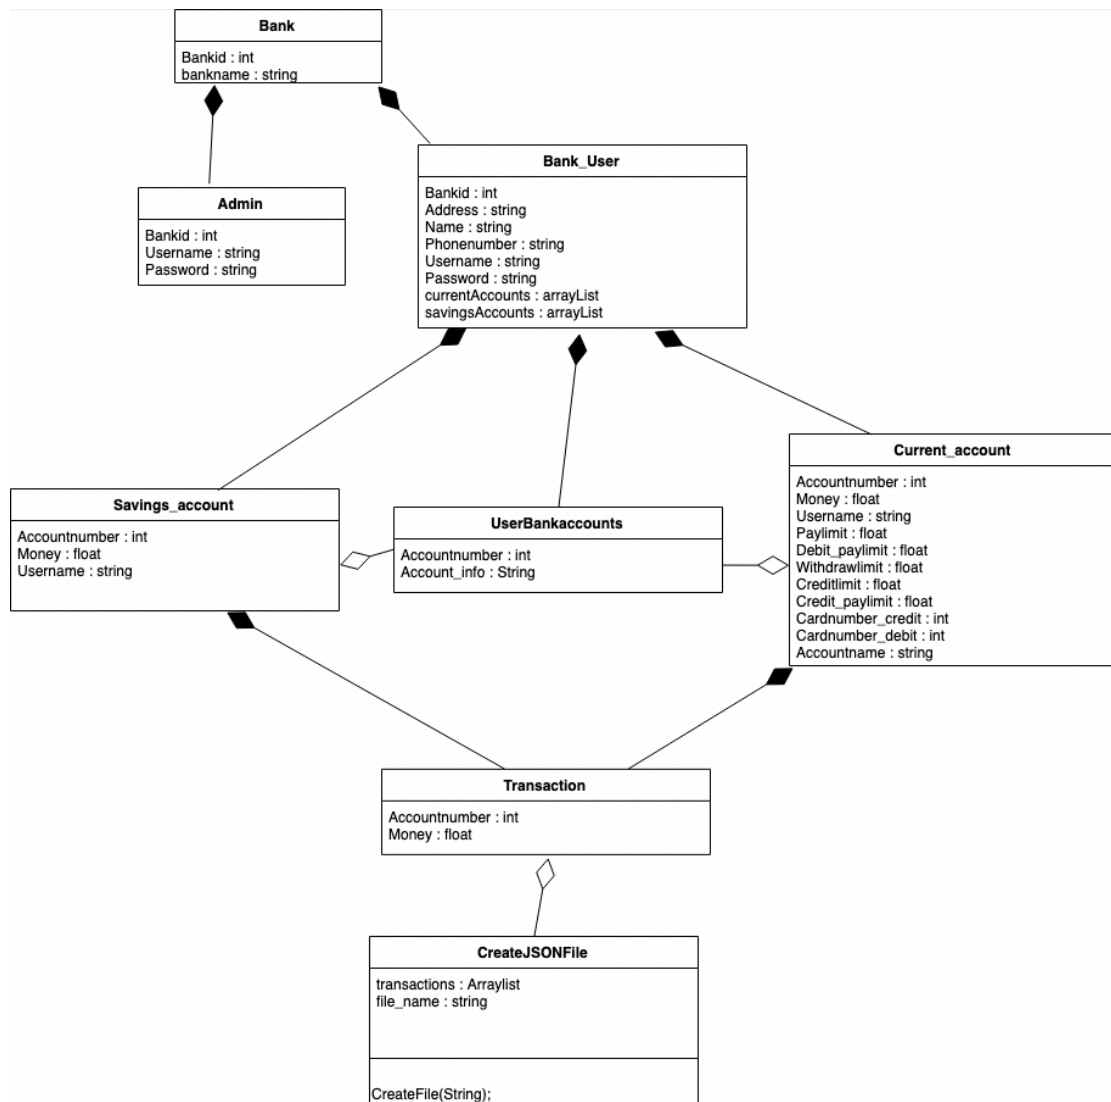 Bank
Bankid : int
bankname : string
Bank_User
Bankid : int
Address : string
Name : string
Phonenumber : string
Username : string
Password : string
currentAccounts : arrayList
savingsAccounts : arrayList
Admin
Bankid : int
Username : string
Password : string
Current_account
Accountnumber : int
Money : float
Username : string
Paylimit : float
Debit_paylimit : float
Withdrawlimit : float
Creditlimit : float
Credit_paylimit : float
Cardnumber_credit : int
Cardnumber_debit : int
Accountname : string
Savings_account
Accountnumber : int
Money : float
Username : string
UserBankaccounts
Accountnumber : int
Account_info : String
Transaction
Accountnumber : int
Money : float
CreateJSONFile
transactions : Arraylist
file_name : string
CreateFile(String);